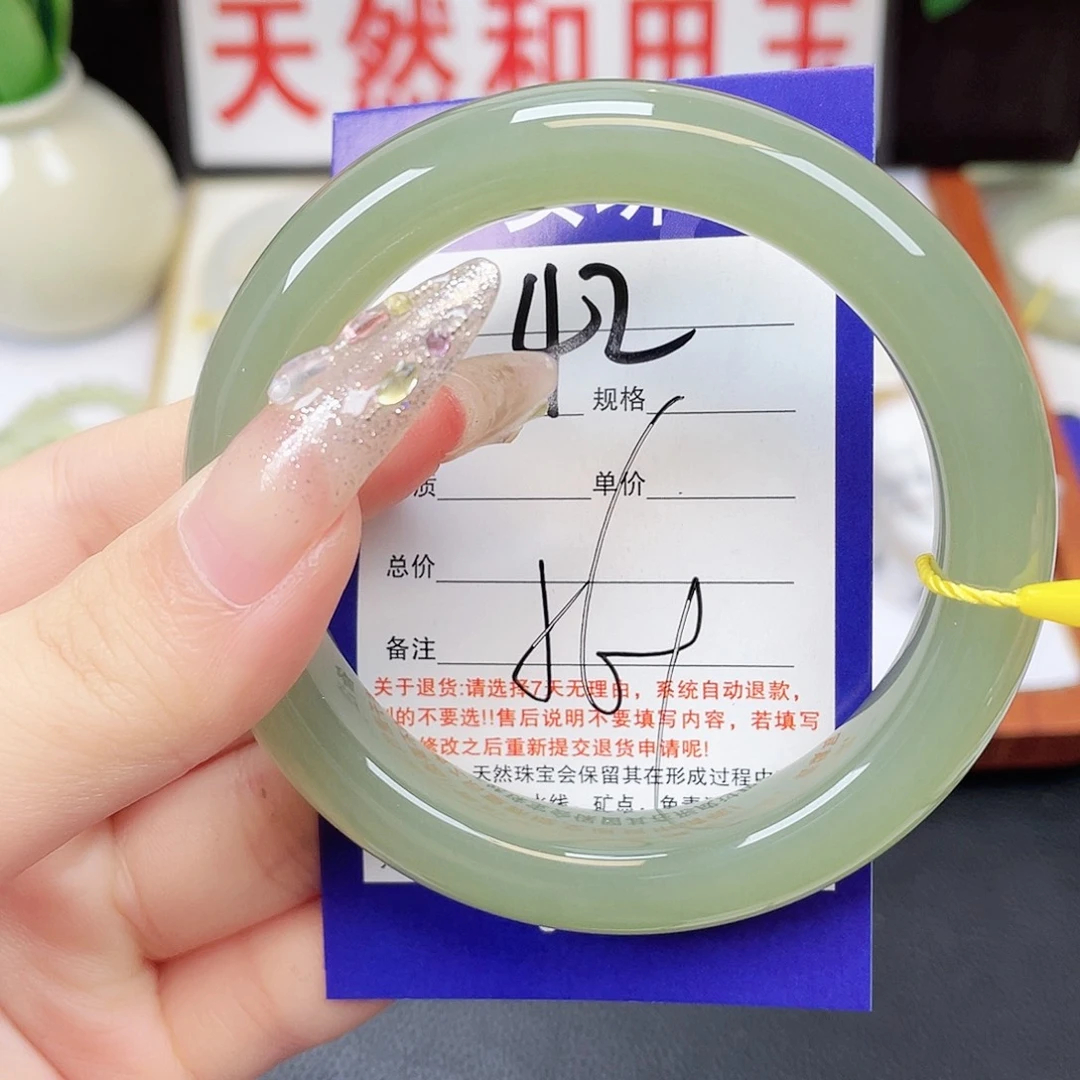 天然和田玉
42
规格
质 单价
总价
备注
关于退货:请选择7天无理由，系统自动退款，
的不要选!!售后说明不要填写内容，若填写
修改之后重新提交退货申请呢!
天然珠宝会保留其在形成过程中
水线、矿点、